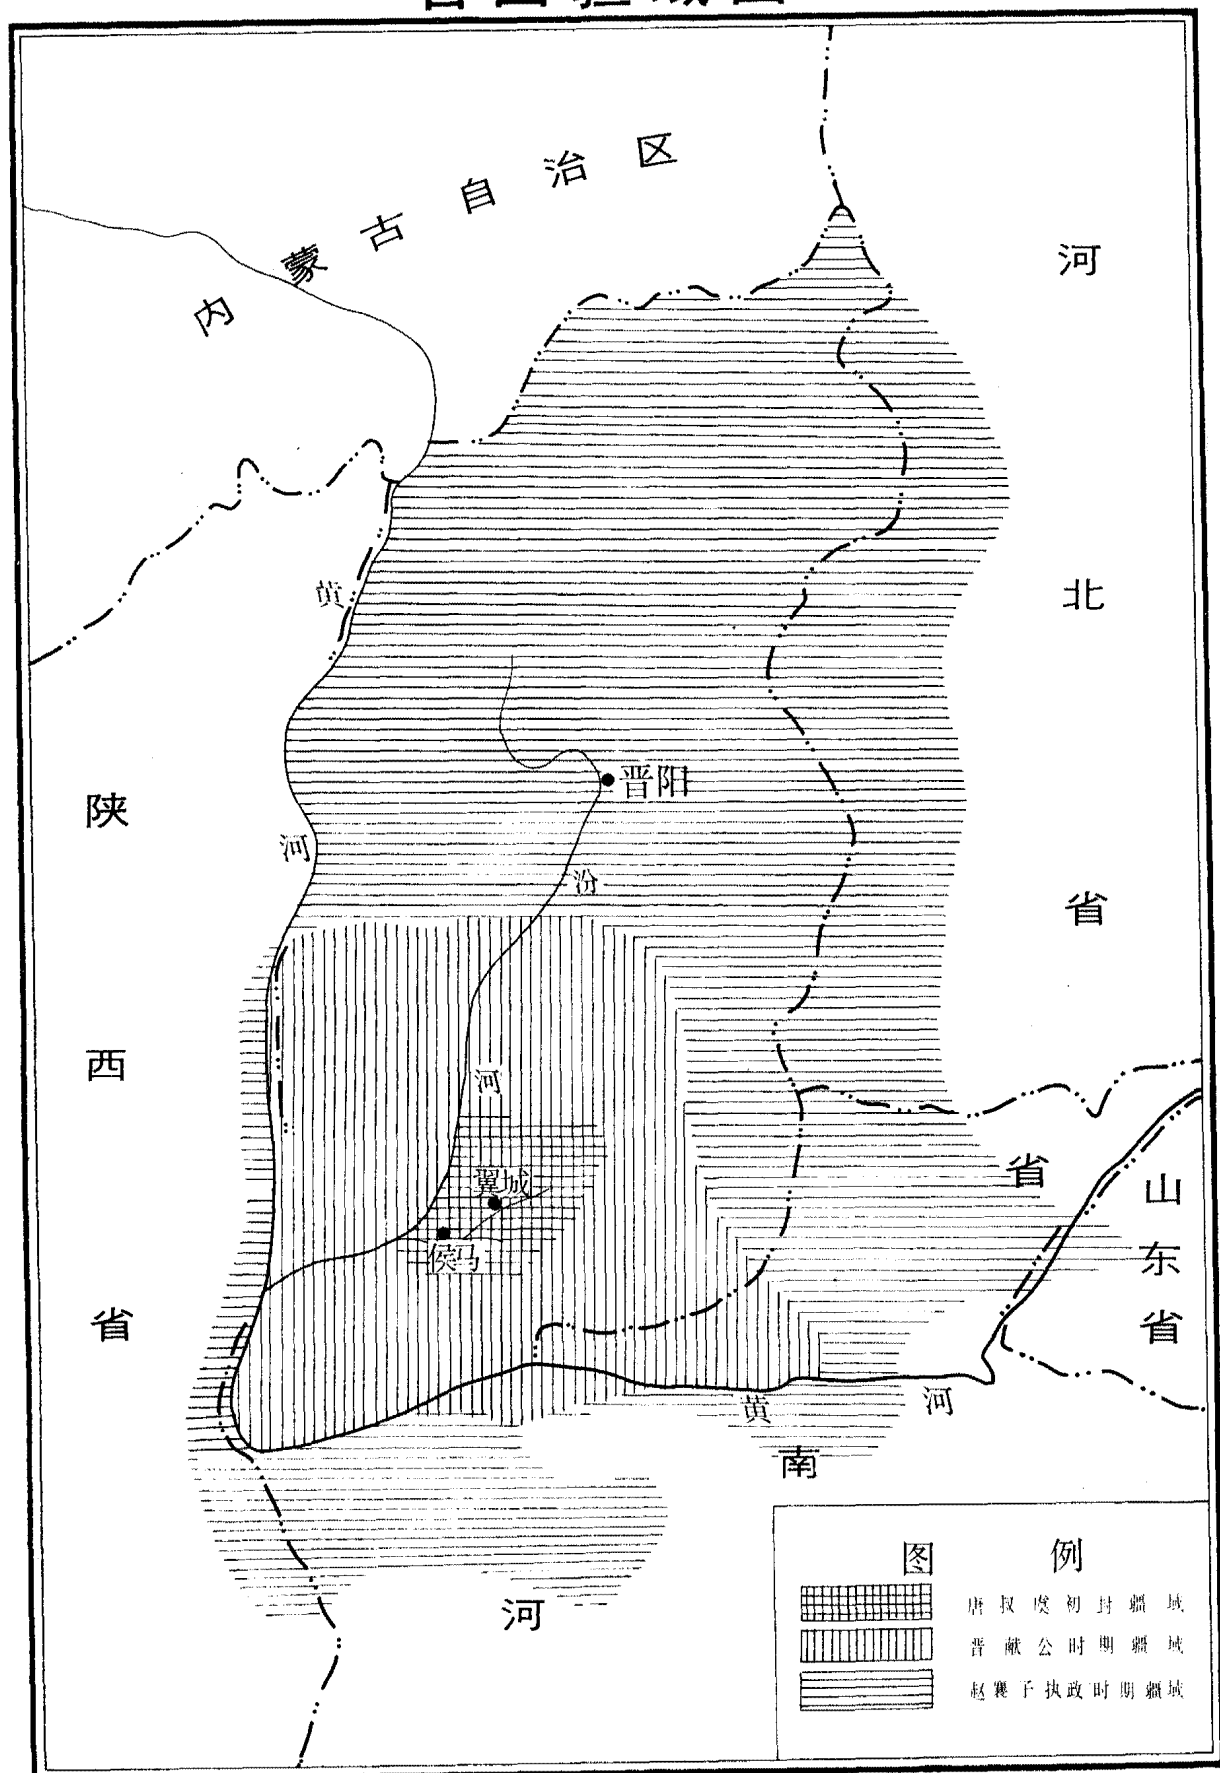 内蒙古自治区
河北省
陕西省
山东省
河南省
黄河
汾河
晋阳
翼城
侯马
黄河
图例
唐叔虞初封疆域
晋献公时期疆域
赵襄子执政时期疆域